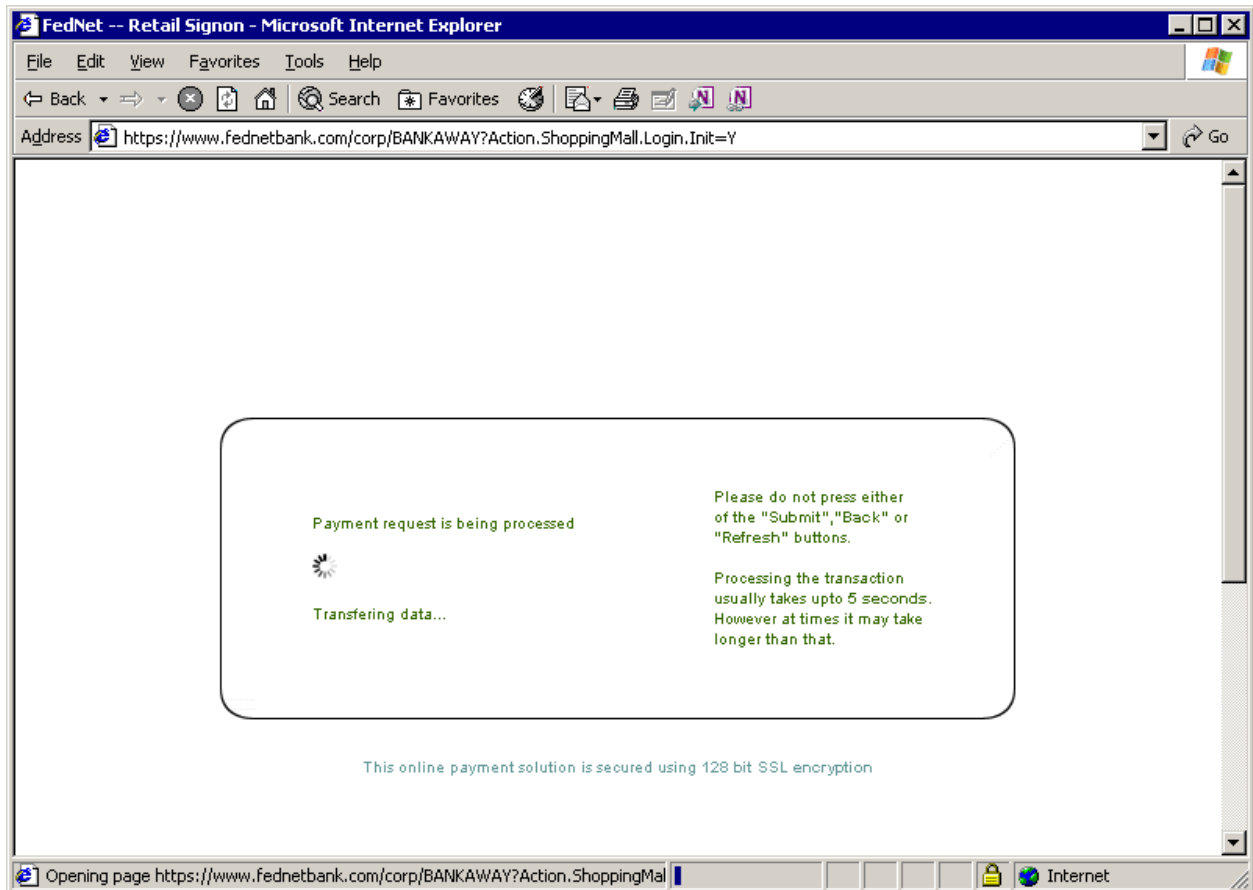 FedNet -- Retail Signon - Microsoft Internet Explorer
File Edit View Favorites Tools Help
Back Search Favorites
Address https://www.fednetbank.com/corp/BANKAWAY?Action.ShoppingMall.Login.Init=Y Go
Payment request is being processed
Transfering data...
Please do not press either
of the "Submit","Back" or
"Refresh" buttons.
Processing the transaction
usually takes upto 5 seconds.
However at times it may take
longer than that.
This online payment solution is secured using 128 bit SSL encryption
Opening page https://www.fednetbank.com/corp/BANKAWAY?Action.ShoppingMal Internet